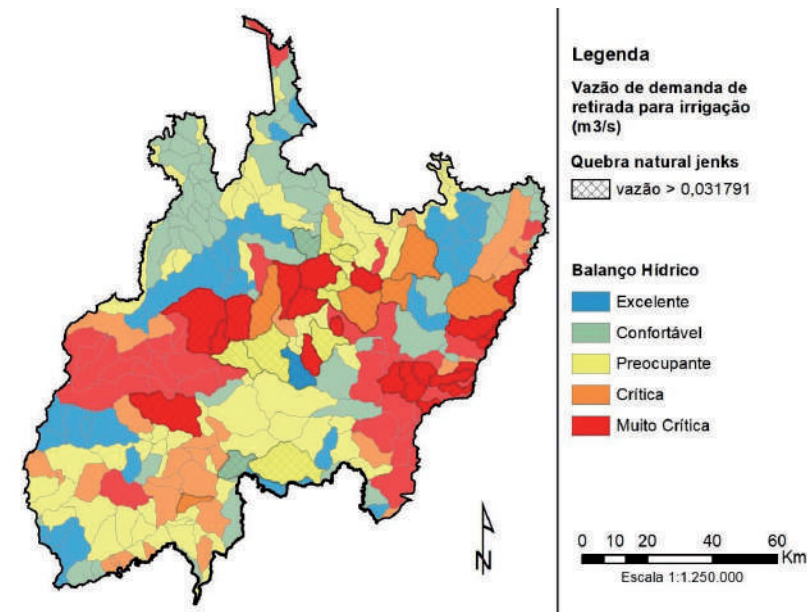 Legenda
Vazão de demanda de
retirada para irrigação
(m3/s)
Quebra natural jenks
vazão > 0,031791
Balanço Hídrico
Excelente
Confortável
Preocupante
Crítica
Muito Crítica
N
0 10 20 40 60
Km
Escala 1:1.250.000